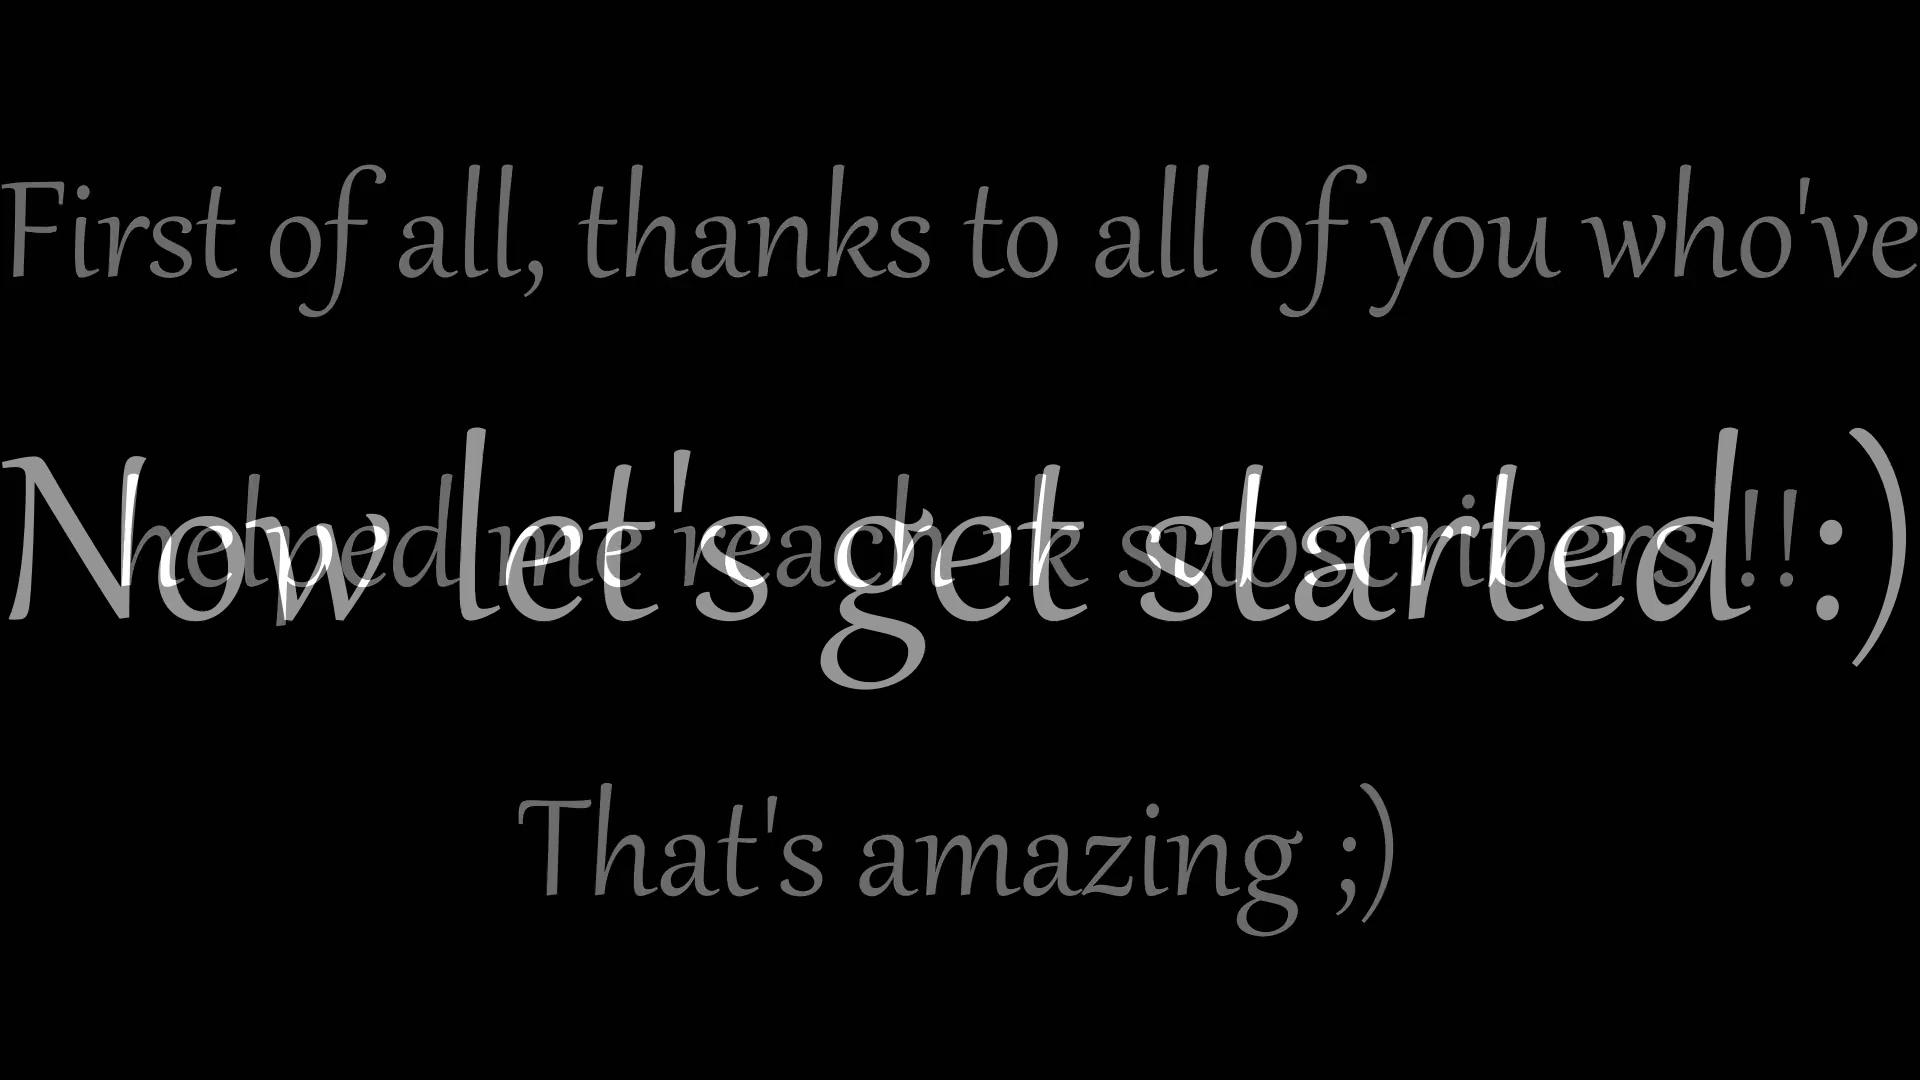 First of all, thanks to all of you who've
helped me reach 1k subscribers!!
Now let's get started :)
That's amazing ;)